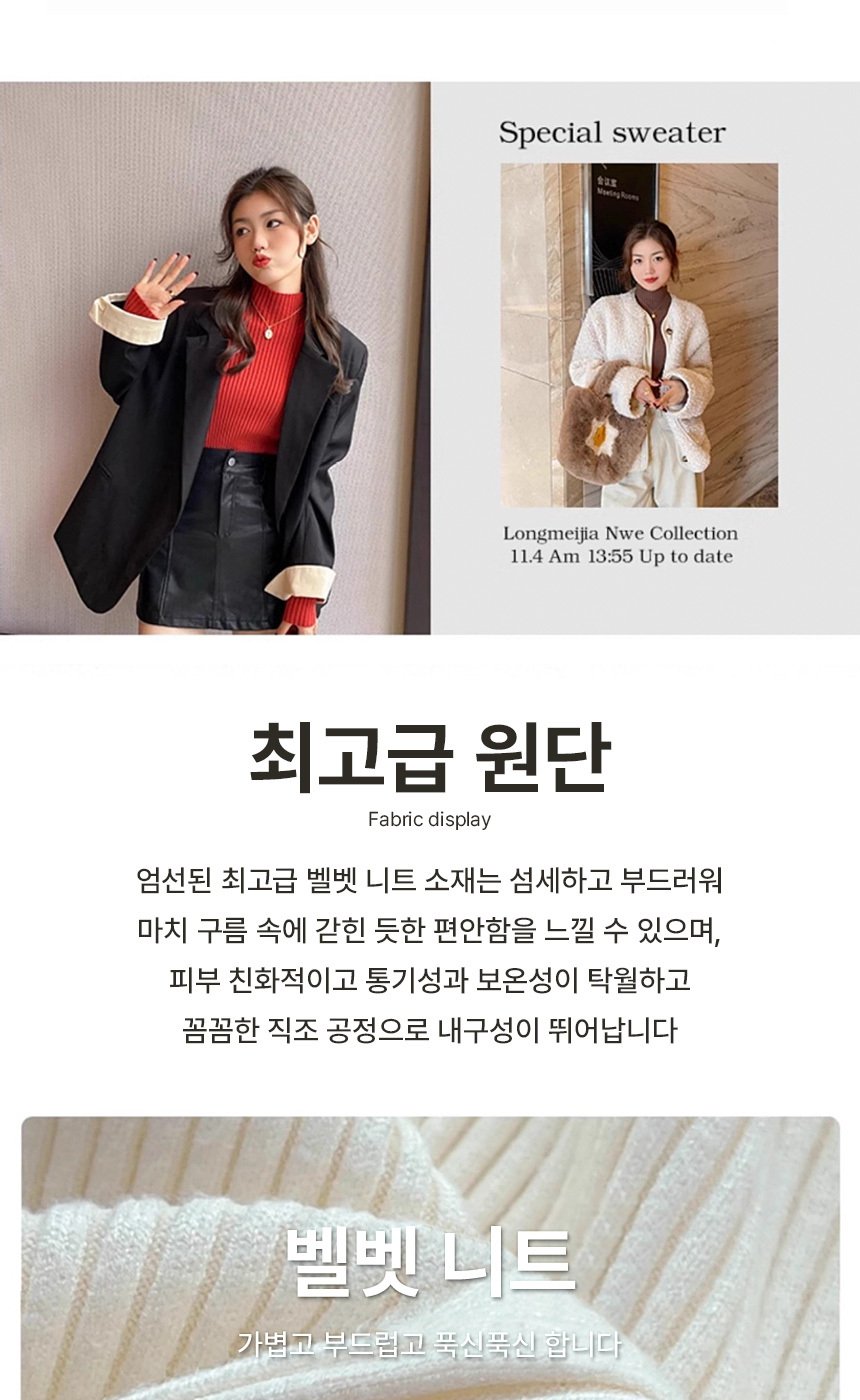 Special sweater
会议室
Meeting Rooms
Longmeijia Nwe Collection
11.4 Am 13:55 Up to date
최고급 원단
Fabric display
엄선된 최고급 벨벳 니트 소재는 섬세하고 부드러워
마치 구름 속에 갇힌 듯한 편안함을 느낄 수 있으며,
피부 친화적이고 통기성과 보온성이 탁월하고
꼼꼼한 직조 공정으로 내구성이 뛰어납니다
벨벳 니트
가볍고 부드럽고 푹신푹신 합니다